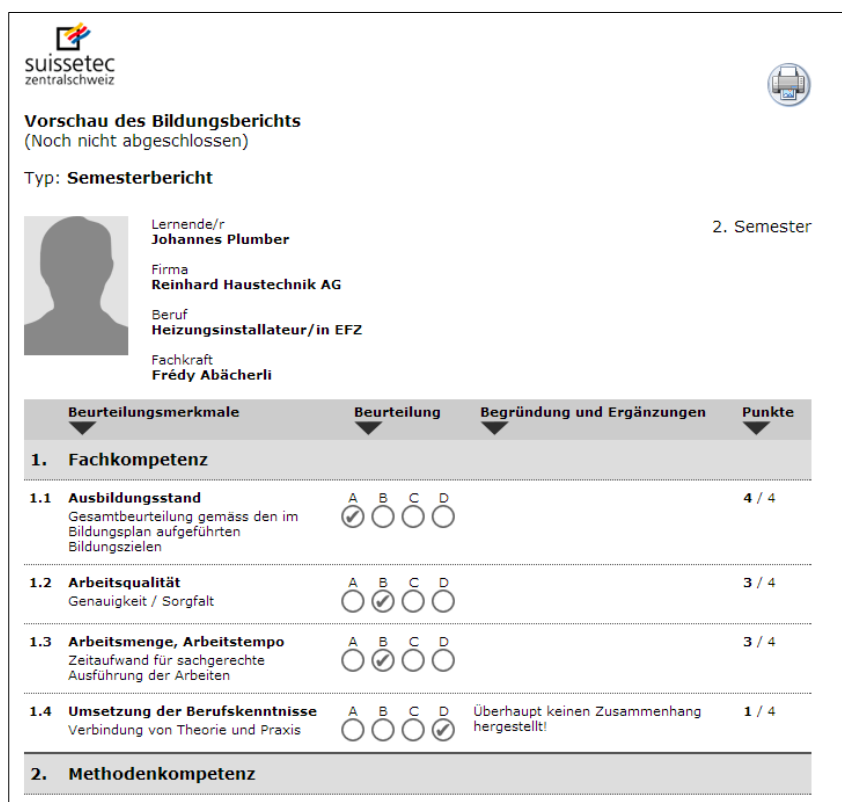 suissetec
zentralschweiz
Vorschau des Bildungsberichts
(Noch nicht abgeschlossen)
Typ: Semesterbericht
Lernende/r
Johannes Plumber
2. Semester
Firma
Reinhard Haustechnik AG
Beruf
Heizungsinstallateur/in EFZ
Fachkraft
Frédy Abächerli
Beurteilungsmerkmale Beurteilung Begründung und Ergänzungen Punkte
1. Fachkompetenz
1.1 Ausbildungsstand A B C D 4 / 4
Gesamtbeurteilung gemäss den im
Bildungsplan aufgeführten
Bildungszielen
1.2 Arbeitsqualität A B C D 3 / 4
Genauigkeit / Sorgfalt
1.3 Arbeitsmenge, Arbeitstempo A B C D 3 / 4
Zeitaufwand für sachgerechte
Ausführung der Arbeiten
1.4 Umsetzung der Berufskenntnisse A B C D Überhaupt keinen Zusammenhang 1 / 4
Verbindung von Theorie und Praxis hergestellt!
2. Methodenkompetenz